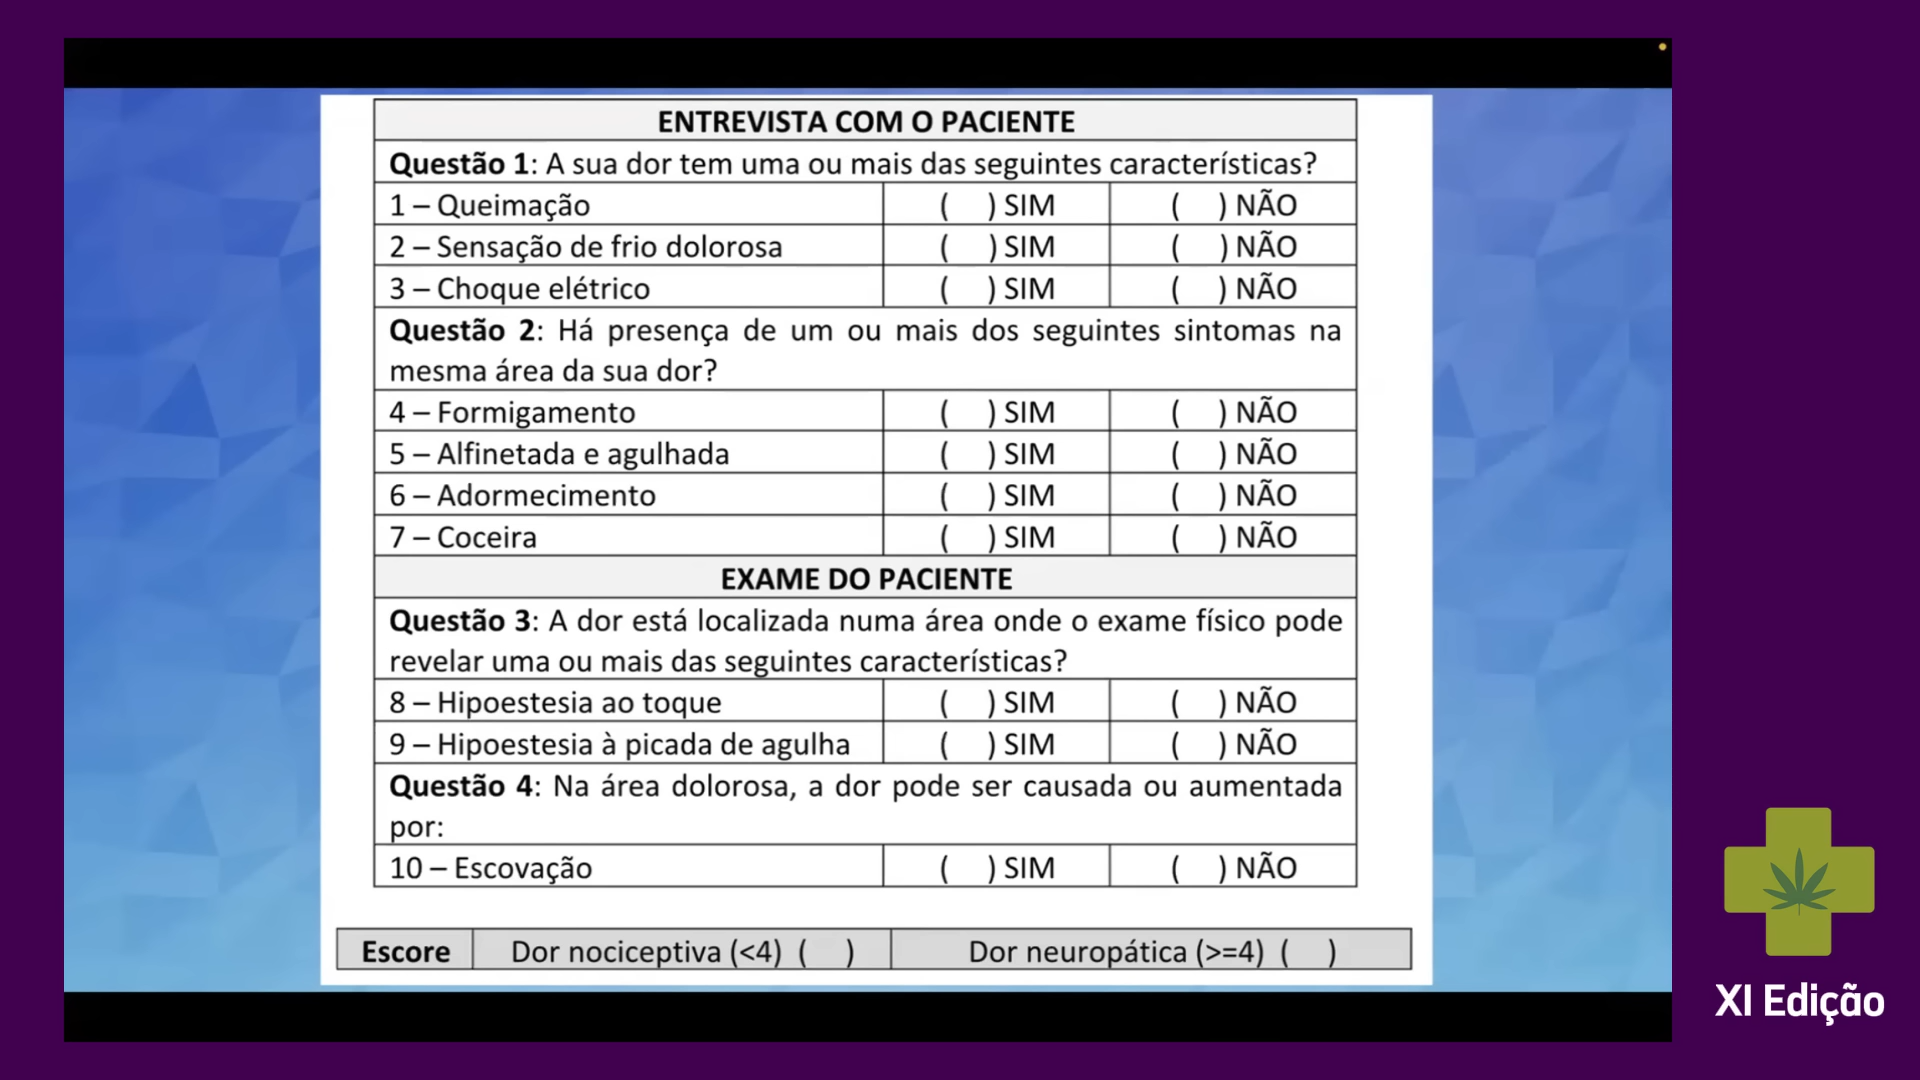 ENTREVISTA COM O PACIENTE
Questão 1: A sua dor tem uma ou mais das seguintes características?
1 – Queimação ( ) SIM ( ) NÃO
2 – Sensação de frio dolorosa ( ) SIM ( ) NÃO
3 – Choque elétrico ( ) SIM ( ) NÃO
Questão 2: Há presença de um ou mais dos seguintes sintomas na
mesma área da sua dor?
4 – Formigamento ( ) SIM ( ) NÃO
5 – Alfinetada e agulhada ( ) SIM ( ) NÃO
6 – Adormecimento ( ) SIM ( ) NÃO
7 – Coceira ( ) SIM ( ) NÃO
EXAME DO PACIENTE
Questão 3: A dor está localizada numa área onde o exame físico pode
revelar uma ou mais das seguintes características?
8 – Hipoestesia ao toque ( ) SIM ( ) NÃO
9 – Hipoestesia à picada de agulha ( ) SIM ( ) NÃO
Questão 4: Na área dolorosa, a dor pode ser causada ou aumentada
por:
10 – Escovação ( ) SIM ( ) NÃO
Escore Dor nociceptiva (<4) ( ) Dor neuropática (>=4) ( )
XI Edição